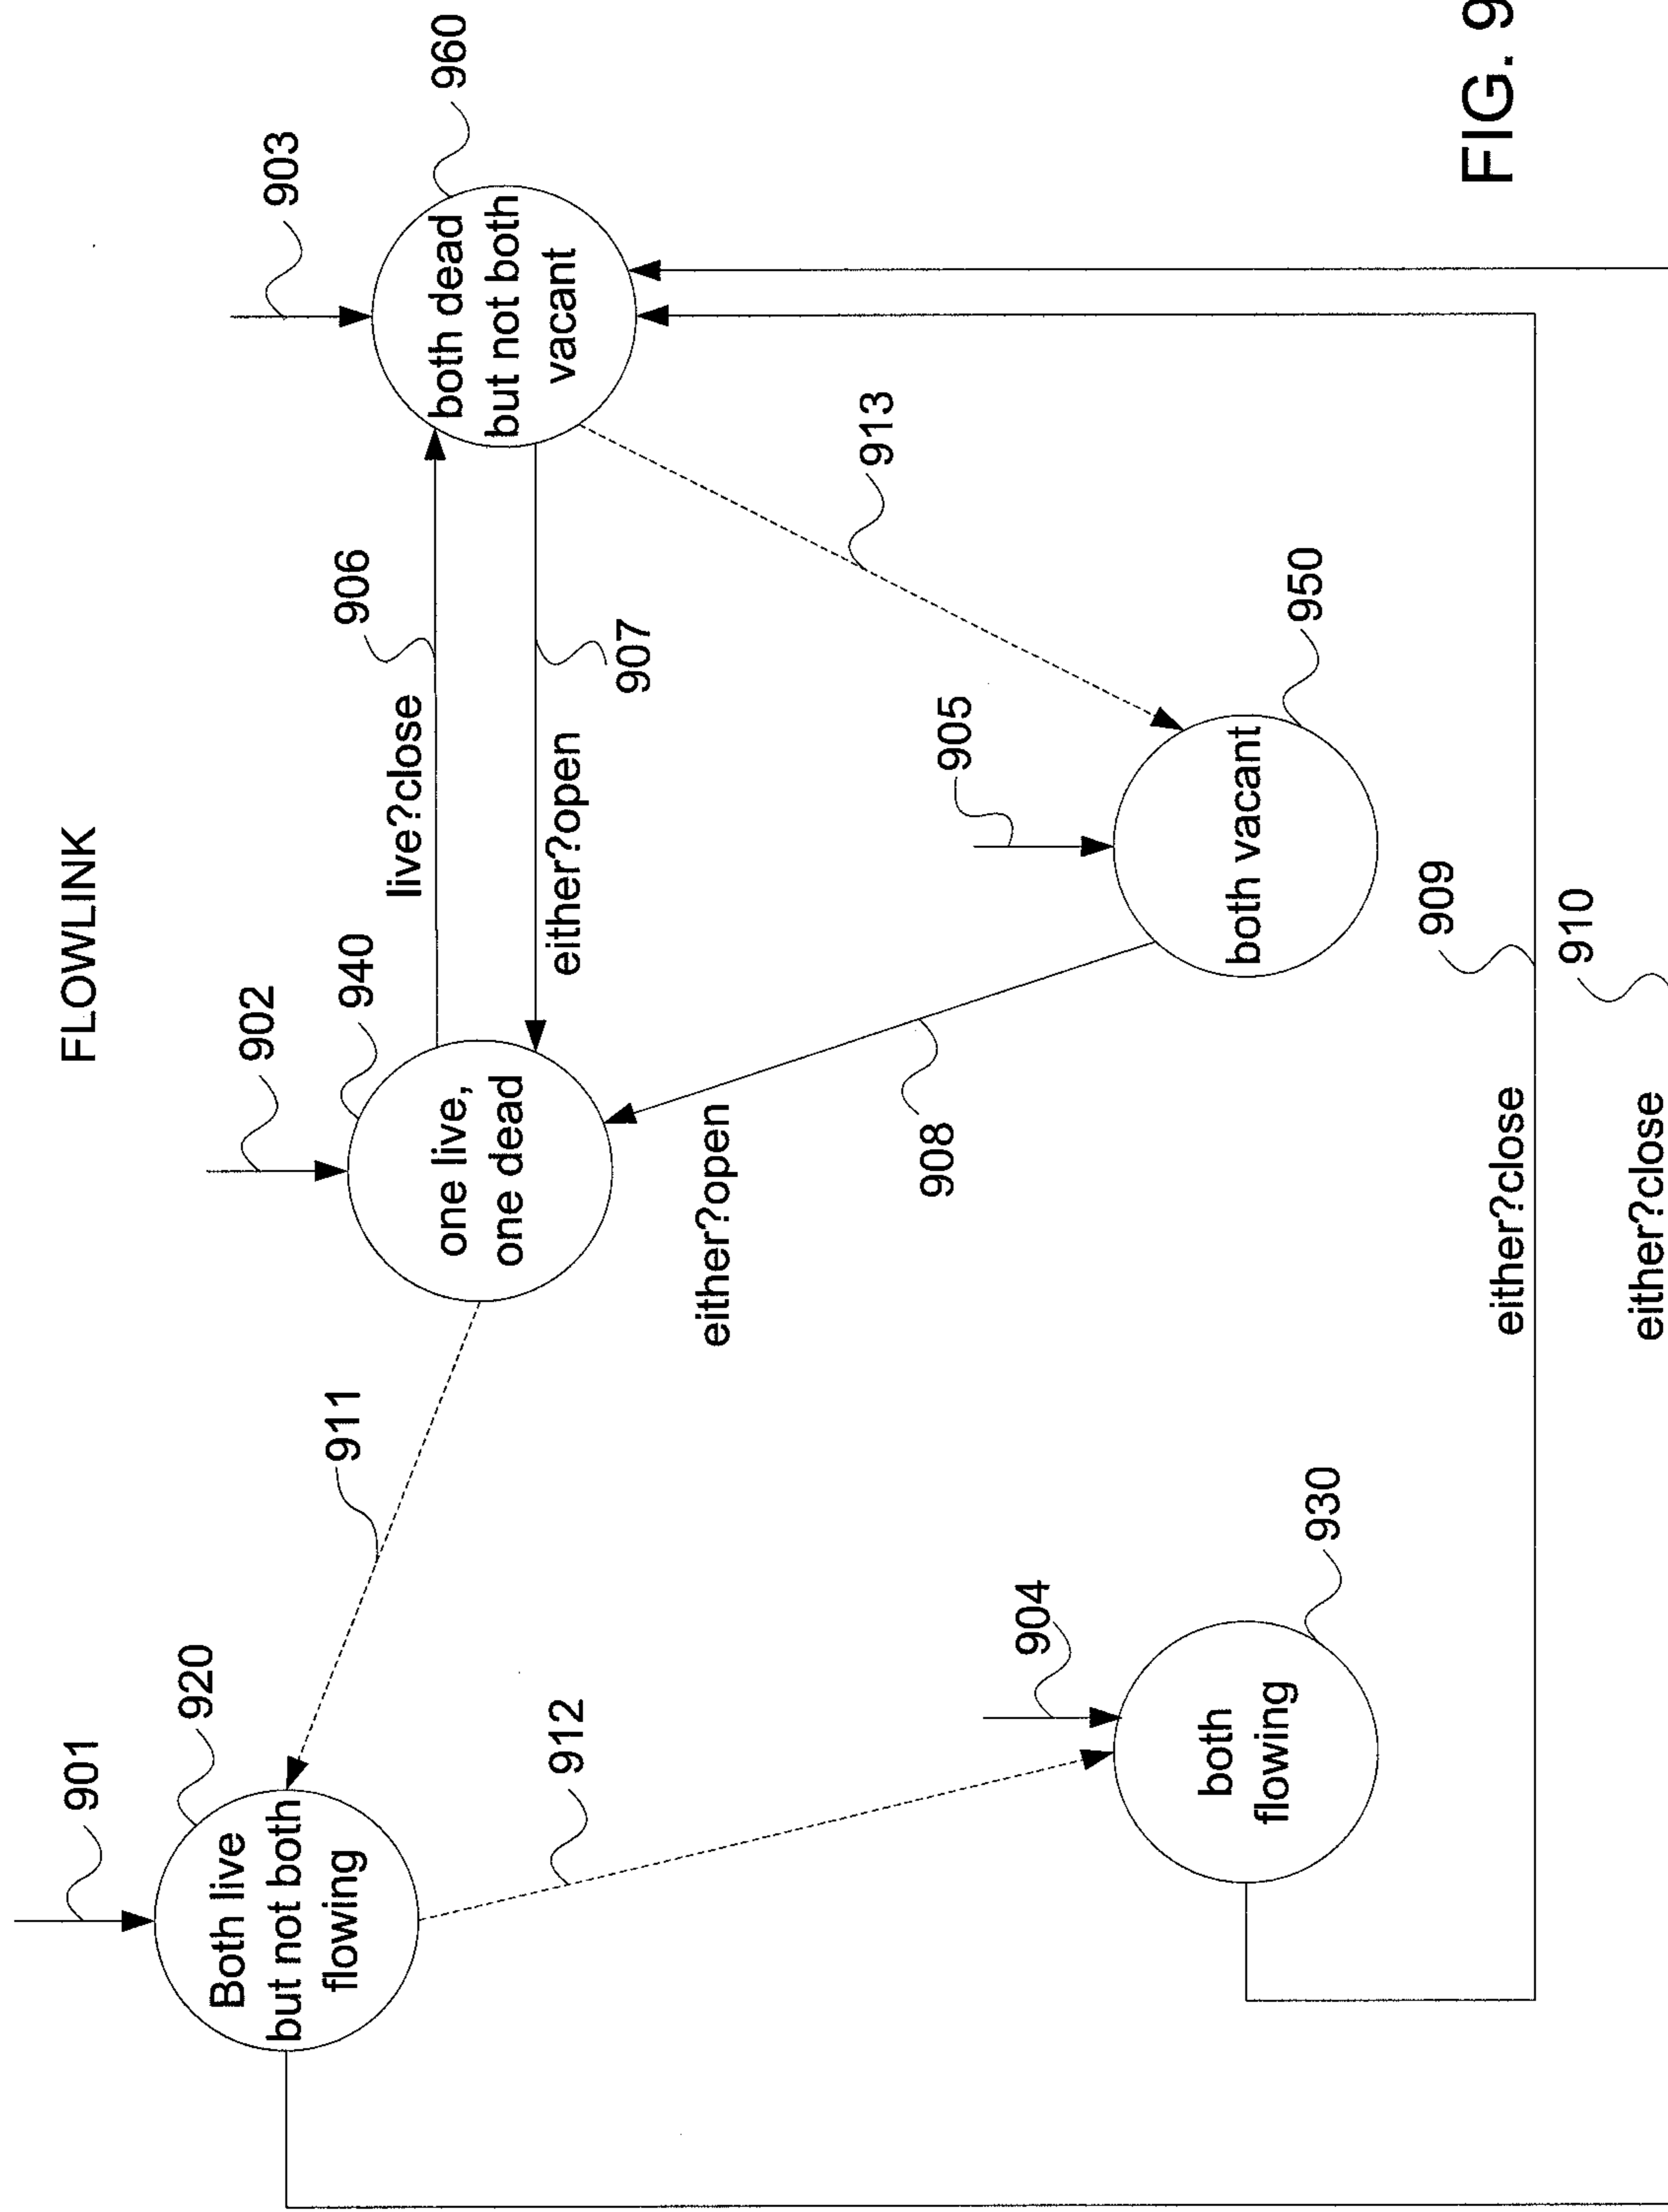 FLOWLINK
901
920
Both live
but not both
flowing
911
902
940
one live,
one dead
live?close
906
903
960
both dead
but not both
vacant
either?open
907
912
either?open
908
905
913
904
both
flowing
930
both vacant
950
either?close
909
either?close
910
FIG. 9